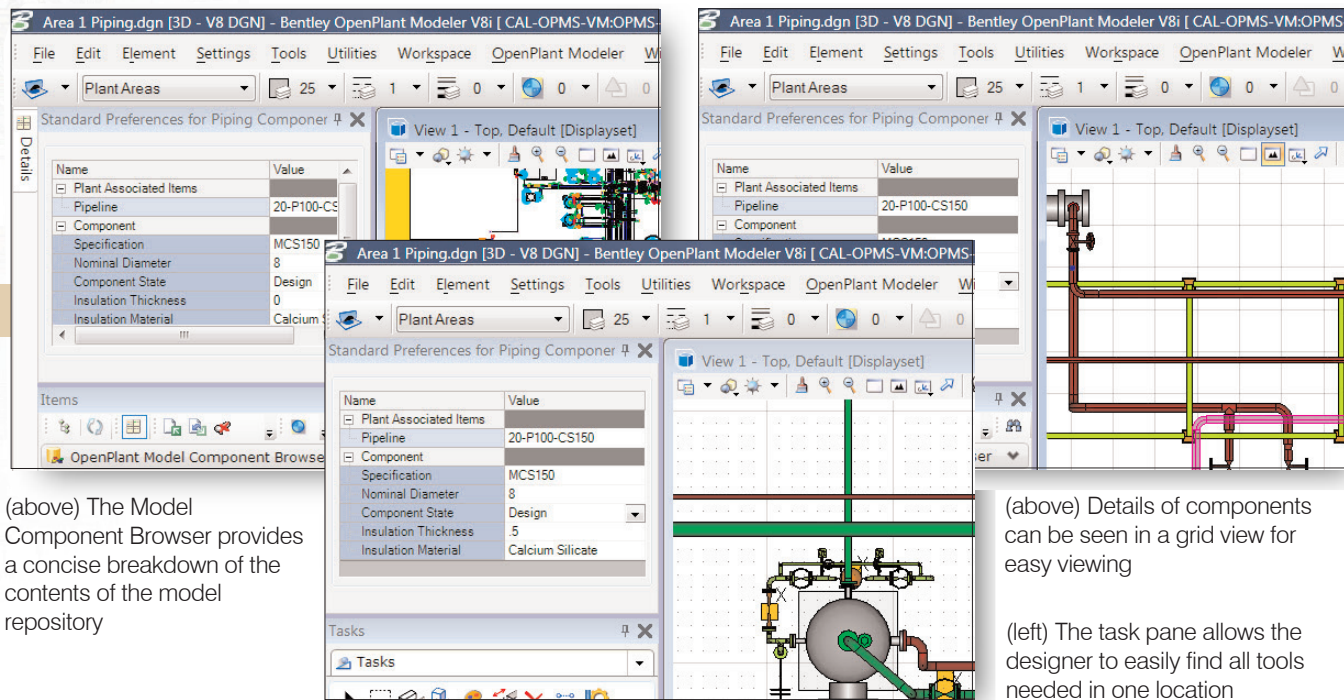 Area 1 Piping.dgn [3D - V8 DGN] - Bentley OpenPlant Modeler V8i [ CAL-OPMS-VM:OPMS-
File Edit Element Settings Tools Utilities Workspace OpenPlant Modeler
Plant Areas 25 1 0 0 0
Details
Standard Preferences for Piping Componer
View 1 - Top, Default [Displayset]
Name Value
Plant Associated Items
Pipeline 20-P100-CS
Component
Specification MCS150
Nominal Diameter 8
Component State Design
Insulation Thickness 0
Insulation Material Calcium
Items
OpenPlant Model Component Browse
Area 1 Piping.dgn [3D - V8 DGN] - Bentley OpenPlant Modeler V8i [ CAL-OPMS-VM:OPMS
File Edit Element Settings Tools Utilities Workspace OpenPlant Modeler
Plant Areas 25 1 0 0 0
Standard Preferences for Piping Componer
View 1 - Top, Default [Displayset]
Name Value
Plant Associated Items
Pipeline 20-P100-CS150
Component
Area 1 Piping.dgn [3D - V8 DGN] - Bentley OpenPlant Modeler V8i [ CAL-OPMS-VM:OPMS-
File Edit Element Settings Tools Utilities Workspace OpenPlant Modeler Wi
Plant Areas 25 1 0 0 0
Standard Preferences for Piping Componer
View 1 - Top, Default [Displayset]
Name Value
Plant Associated Items
Pipeline 20-P100-CS150
Component
Specification MCS150
Nominal Diameter 8
Component State Design
Insulation Thickness .5
Insulation Material Calcium Silicate
Tasks
Tasks
(above) The Model
Component Browser provides
a concise breakdown of the
contents of the model
repository
(above) Details of components
can be seen in a grid view for
easy viewing
(left) The task pane allows the
designer to easily find all tools
needed in one location